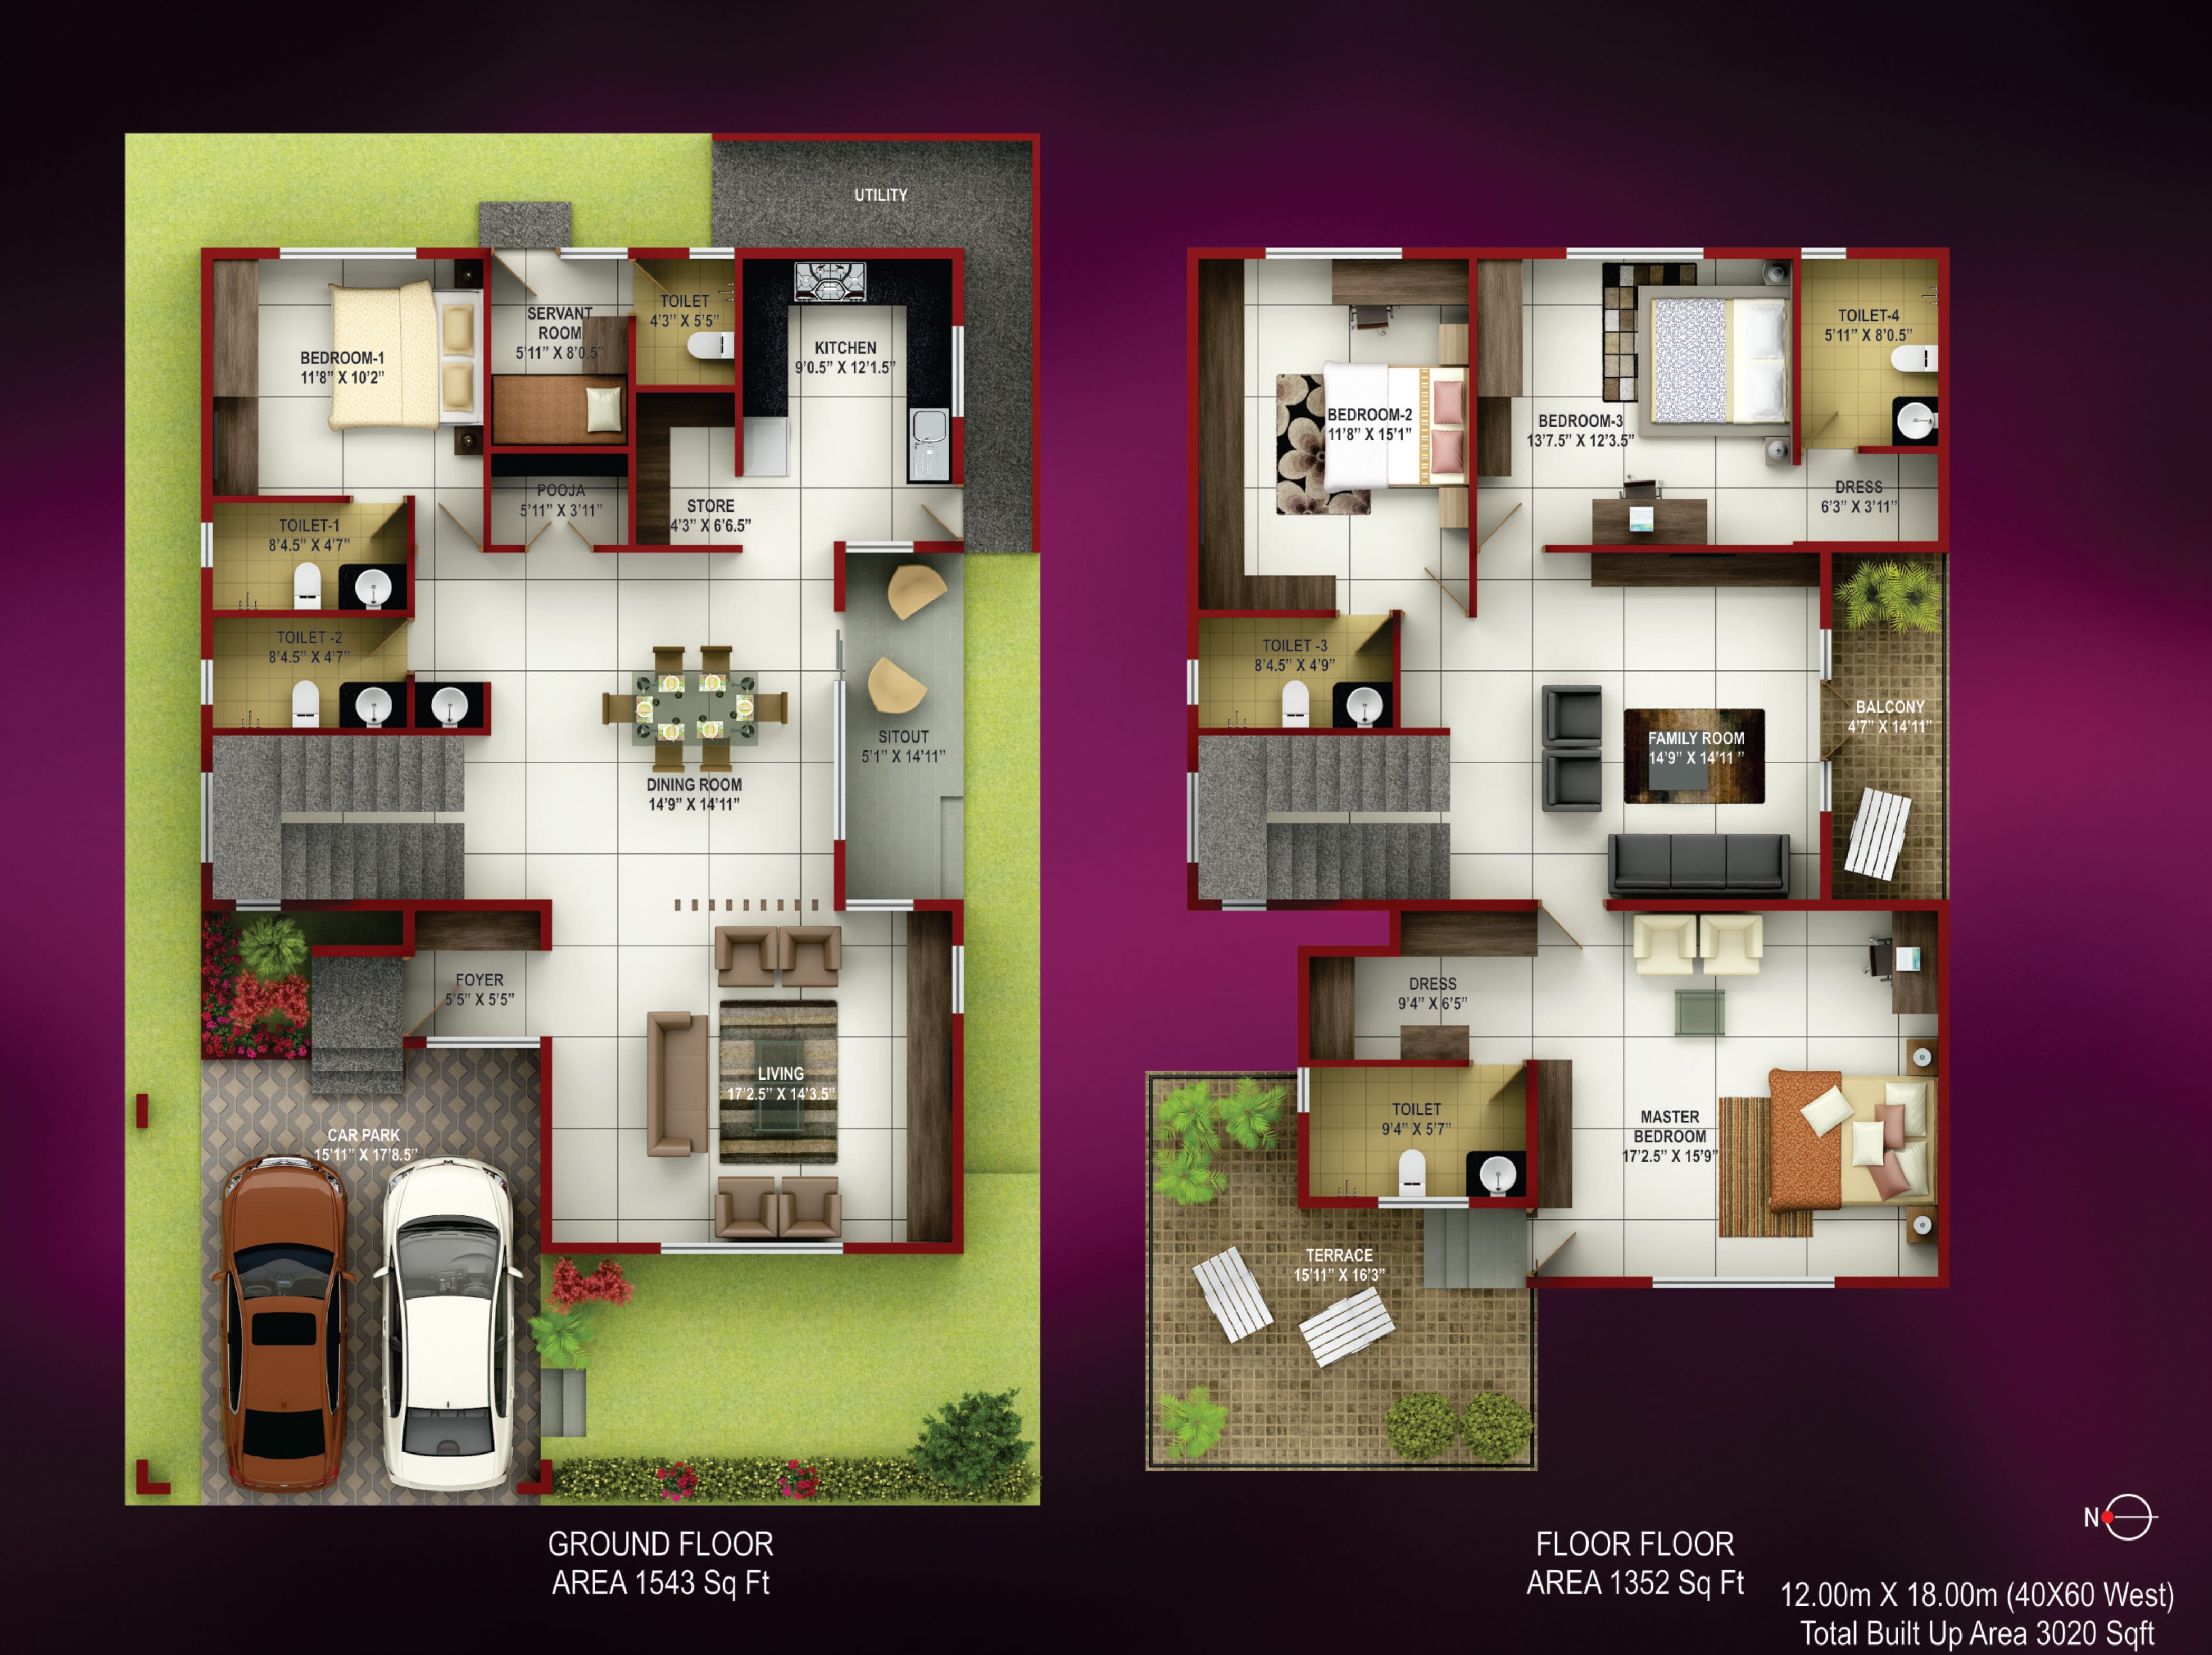 UTILITY
BEDROOM-1
11'8" X 10'2"
SERVANT
ROOM
5'11" X 8'0.5"
TOILET
4'3" X 5'5"
KITCHEN
9'0.5" X 12'1.5"
POOJA
5'11" X 3'11"
STORE
4'3" X 6'6.5"
TOILET-1
8'4.5" X 4'7"
TOILET -2
8'4.5" X 4'7"
SITOUT
5'1" X 14'11"
DINING ROOM
14'9" X 14'11"
FOYER
5'5" X 5'5"
LIVING
17'2.5" X 14'3.5"
CAR PARK
15'11" X 17'8.5"
GROUND FLOOR
AREA 1543 Sq Ft
BEDROOM-2
11'8" X 15'1"
BEDROOM-3
13'7.5" X 12'3.5"
TOILET-4
5'11" X 8'0.5"
DRESS
6'3" X 3'11"
TOILET -3
8'4.5" X 4'9"
FAMILY ROOM
14'9" X 14'11 "
BALCONY
4'7" X 14'11"
DRESS
9'4" X 6'5"
TOILET
9'4" X 5'7"
MASTER
BEDROOM
17'2.5" X 15'9"
TERRACE
15'11" X 16'3"
FLOOR FLOOR
AREA 1352 Sq Ft
N
12.00m X 18.00m (40X60 West)
Total Built Up Area 3020 Sqft